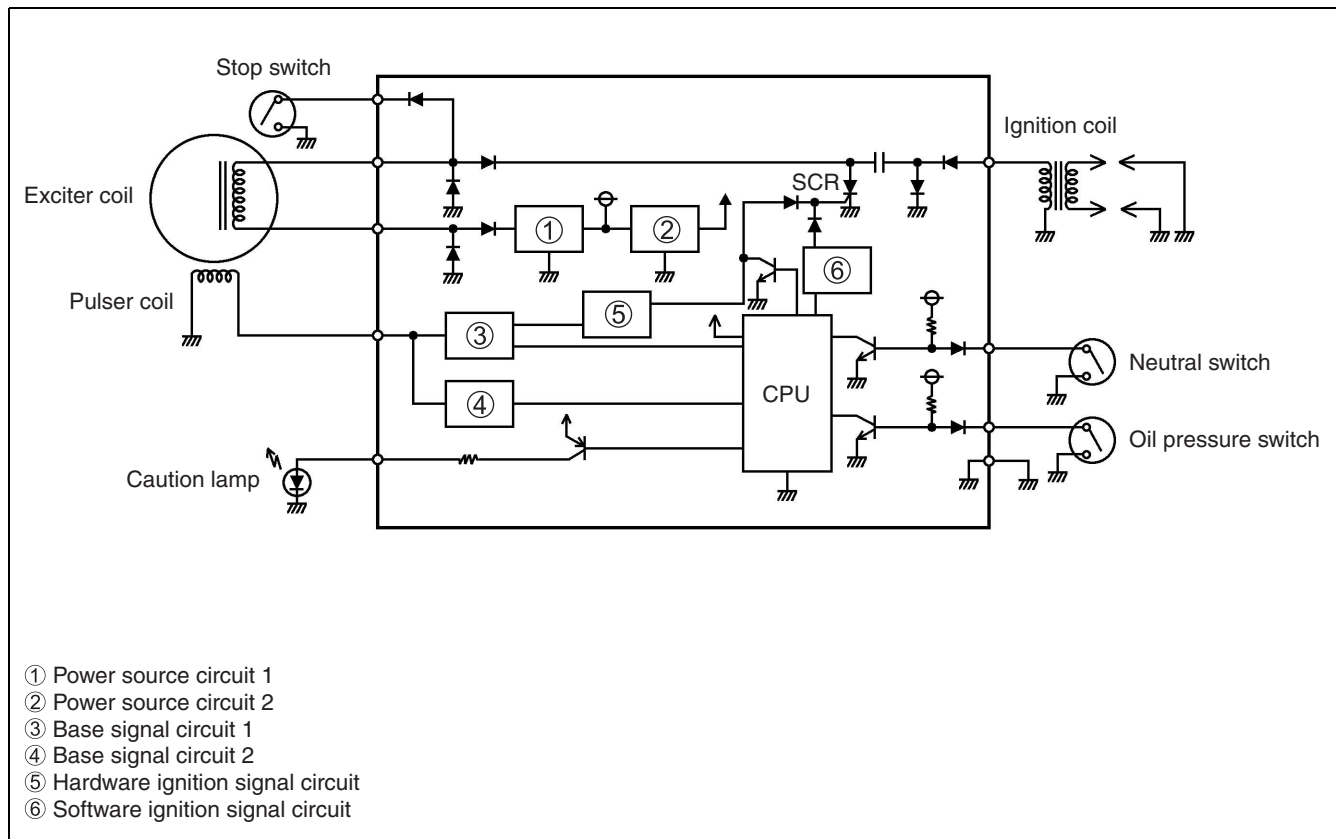 Stop switch
Ignition coil
SCR
Exciter coil
①
②
⑥
Pulser coil
⑤
③
Neutral switch
CPU
④
Oil pressure switch
Caution lamp
① Power source circuit 1
② Power source circuit 2
③ Base signal circuit 1
④ Base signal circuit 2
⑤ Hardware ignition signal circuit
⑥ Software ignition signal circuit